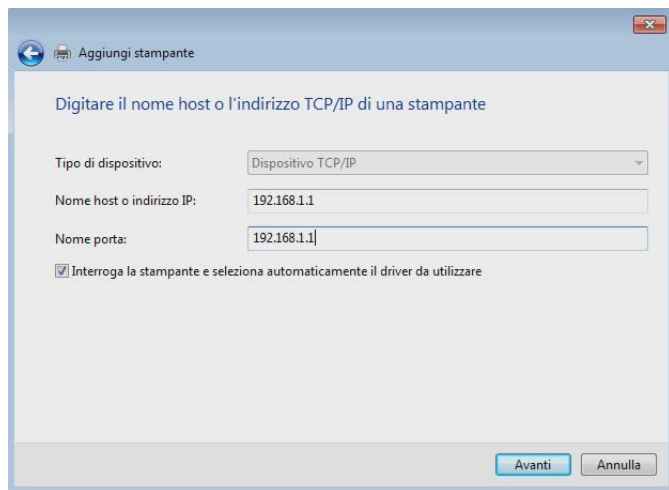 Aggiungi stampante
Digitare il nome host o l'indirizzo TCP/IP di una stampante
Tipo di dispositivo: Dispositivo TCP/IP
Nome host o indirizzo IP: 192.168.1.1
Nome porta: 192.168.1.1
Interroga la stampante e seleziona automaticamente il driver da utilizzare
Avanti Annulla